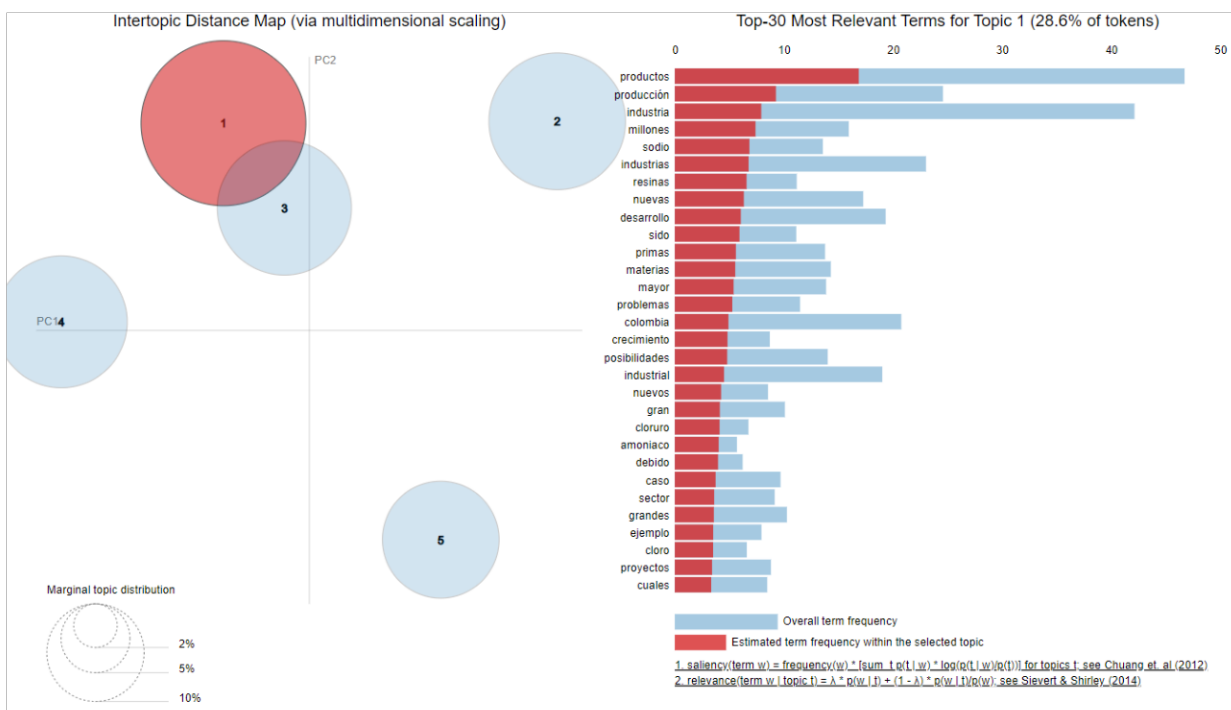 Intertopic Distance Map (via multidimensional scaling)
PC2
1
2
3
PC1
4
5
Marginal topic distribution
2%
5%
10%
Top-30 Most Relevant Terms for Topic 1 (28.6% of tokens)
0 10 20 30 40 50
productos
producción
industria
millones
sodio
industrias
resinas
nuevas
desarrollo
sido
primas
materias
mayor
problemas
colombia
crecimiento
posibilidades
industrial
nuevos
gran
cloruro
amoniaco
debido
caso
sector
grandes
ejemplo
cloro
proyectos
cuales
Overall term frequency
Estimated term frequency within the selected topic
1. saliency(term w) = frequency(w) * [sum_t p(t | w) * log(p(t | w)/p(t))] for topics t; see Chuang et. al (2012)
2. relevance(term w | topic t) = λ * p(w | t) + (1 - λ) * p(w | t)/p(w); see Sievert & Shirley (2014)